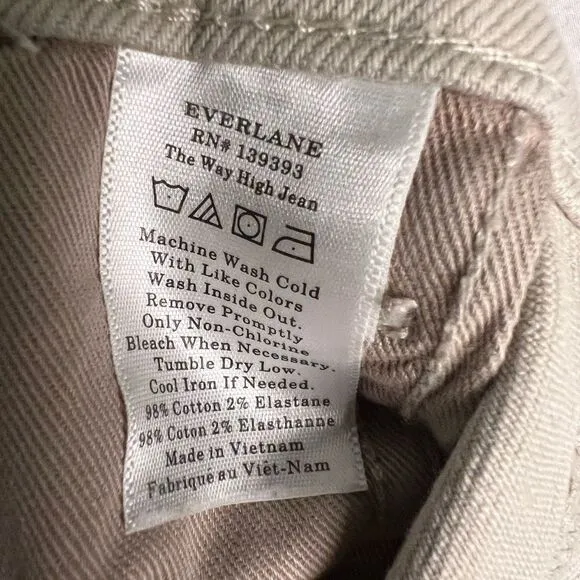 EVERLANE
RN# 139393
The Way High Jean
Machine Wash Cold
With Like Colors
Wash Inside Out.
Remove Promptly
Only Non-Chlorine
Bleach When Necessary.
Tumble Dry Low.
Cool Iron If Needed.
98% Cotton 2% Elastane
98% Coton 2% Elasthanne
Made in Vietnam
Fabriqué au Viêt-Nam